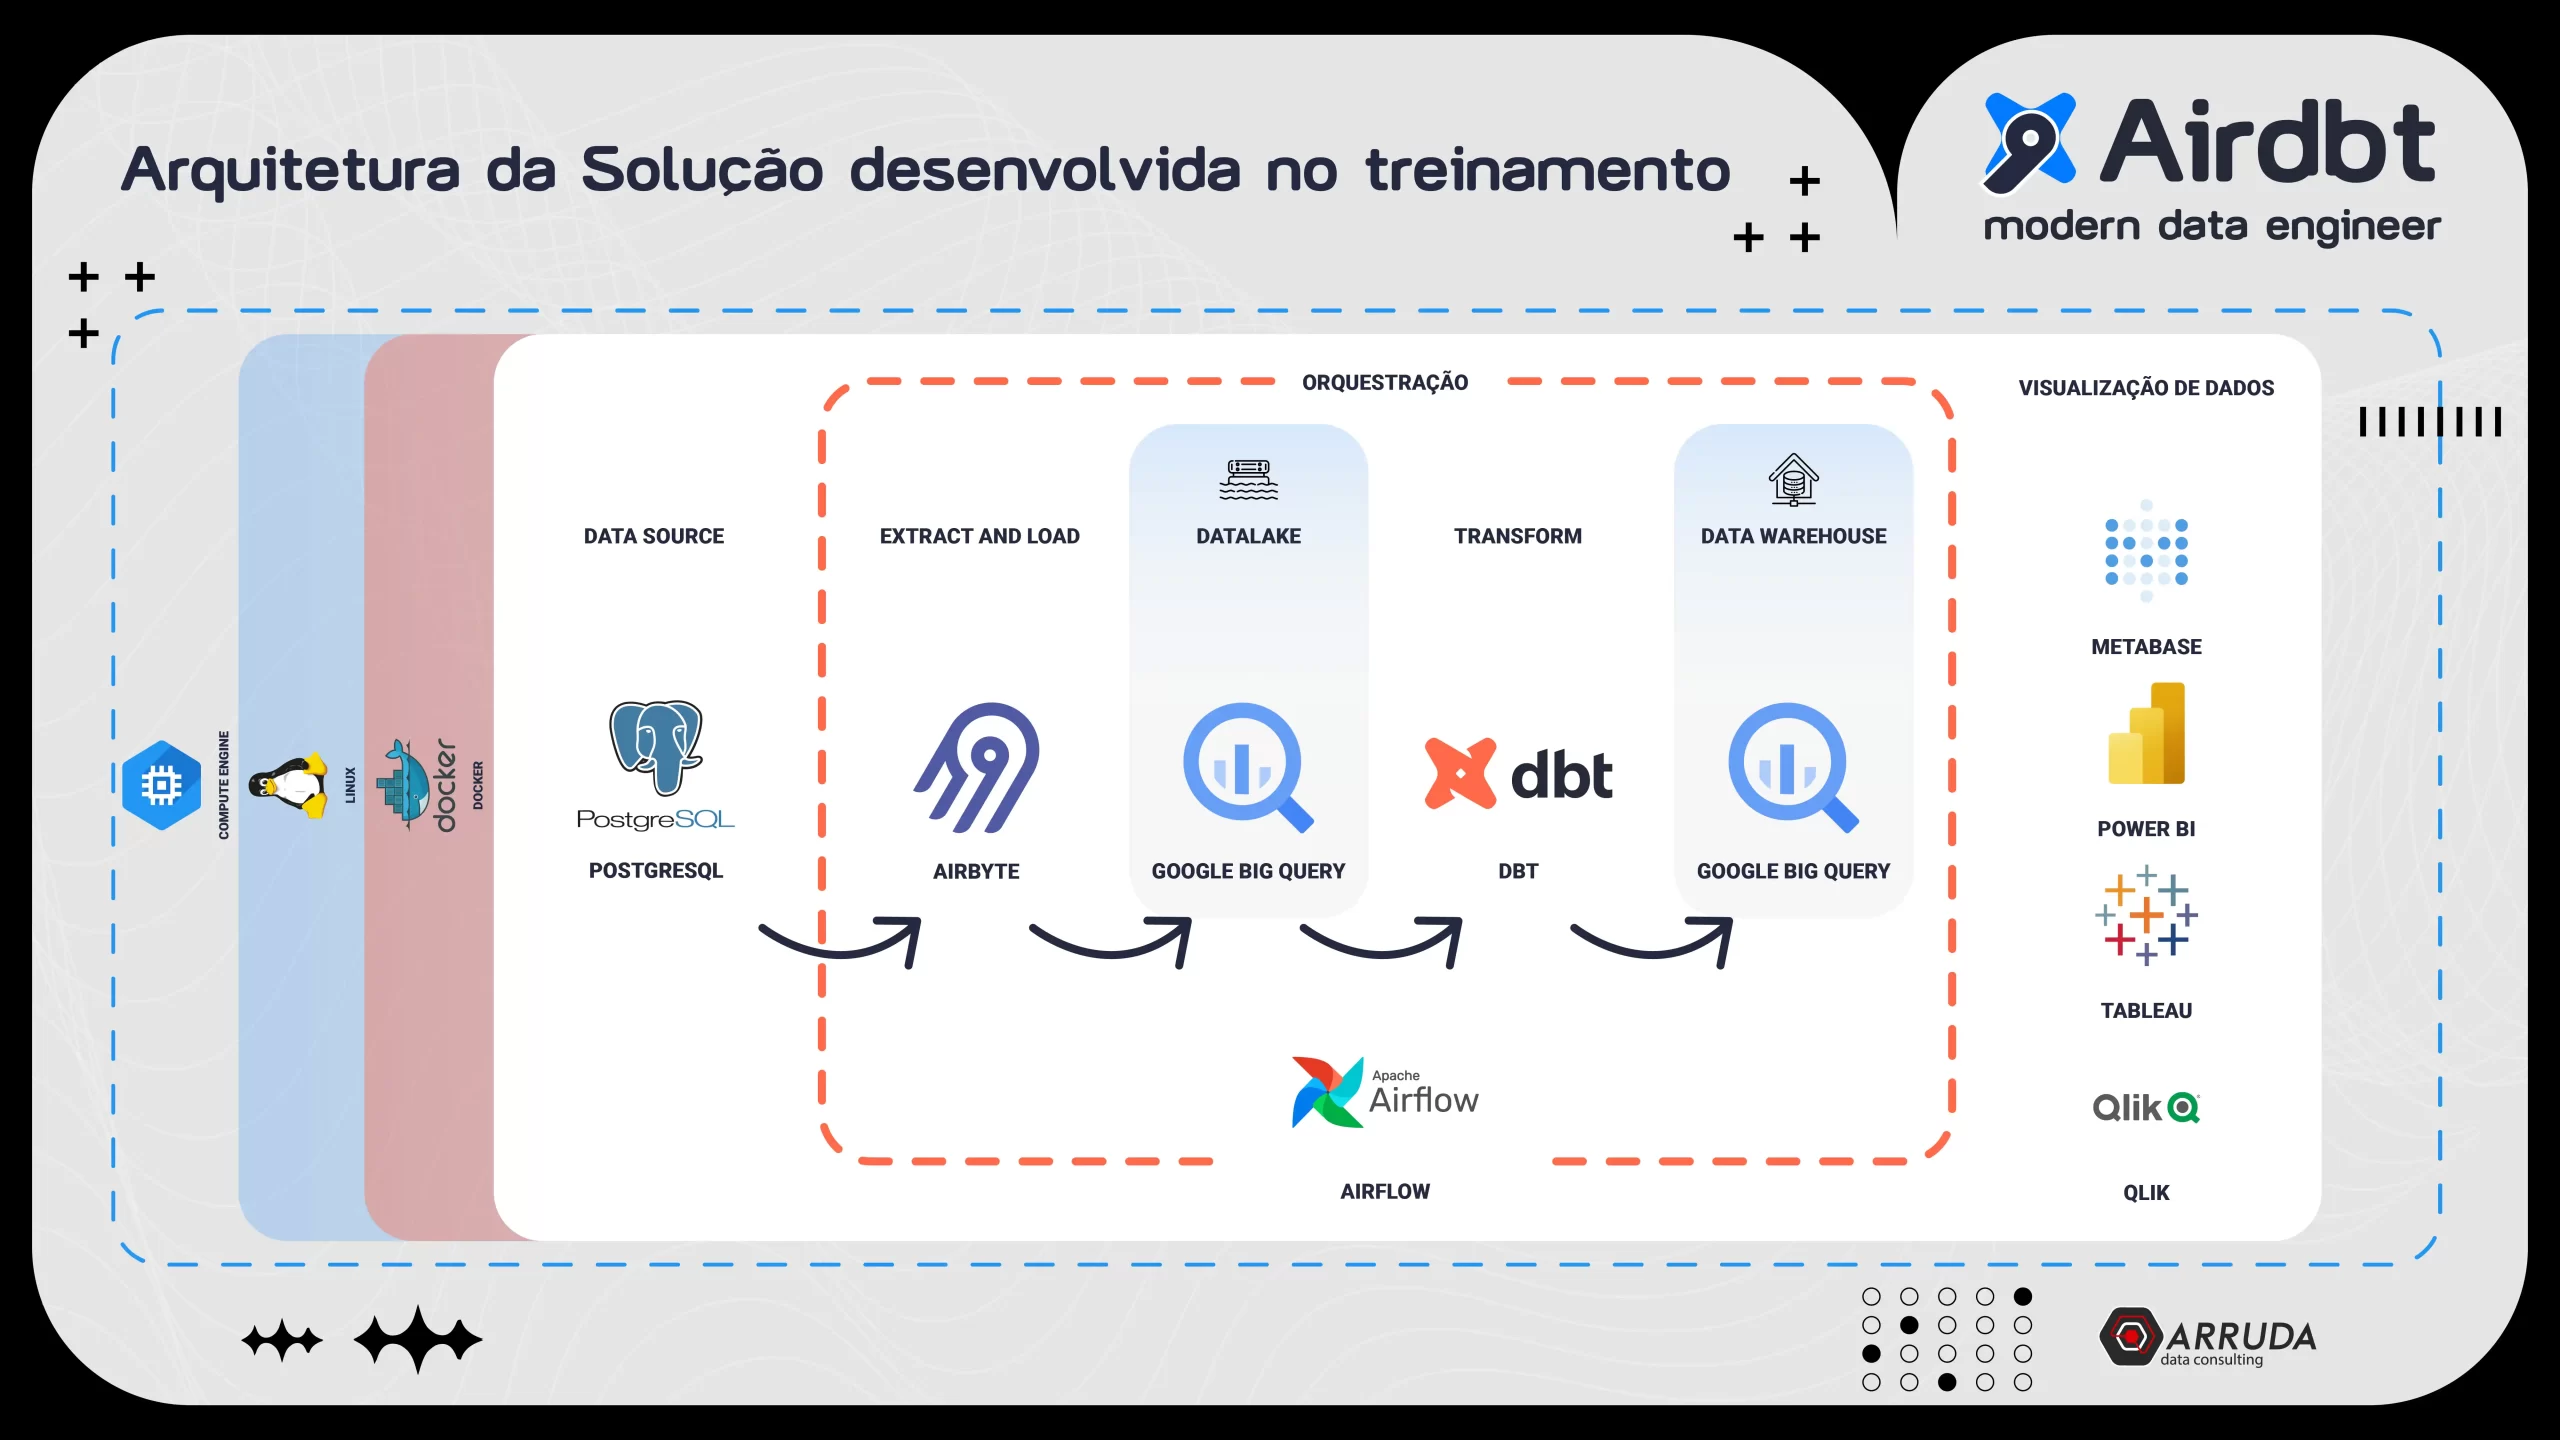 Arquitetura da Solução desenvolvida no treinamento
Airdbt
modern data engineer
ORQUESTRAÇÃO
VISUALIZAÇÃO DE DADOS
DATA SOURCE
EXTRACT AND LOAD
DATALAKE
TRANSFORM
DATA WAREHOUSE
METABASE
COMPUTE ENGINE
LINUX
docker
DOCKER
PostgreSQL
dbt
POWER BI
POSTGRESQL
AIRBYTE
GOOGLE BIG QUERY
DBT
GOOGLE BIG QUERY
TABLEAU
Apache
Airflow
Qlik
AIRFLOW
QLIK
ARRUDA
data consulting